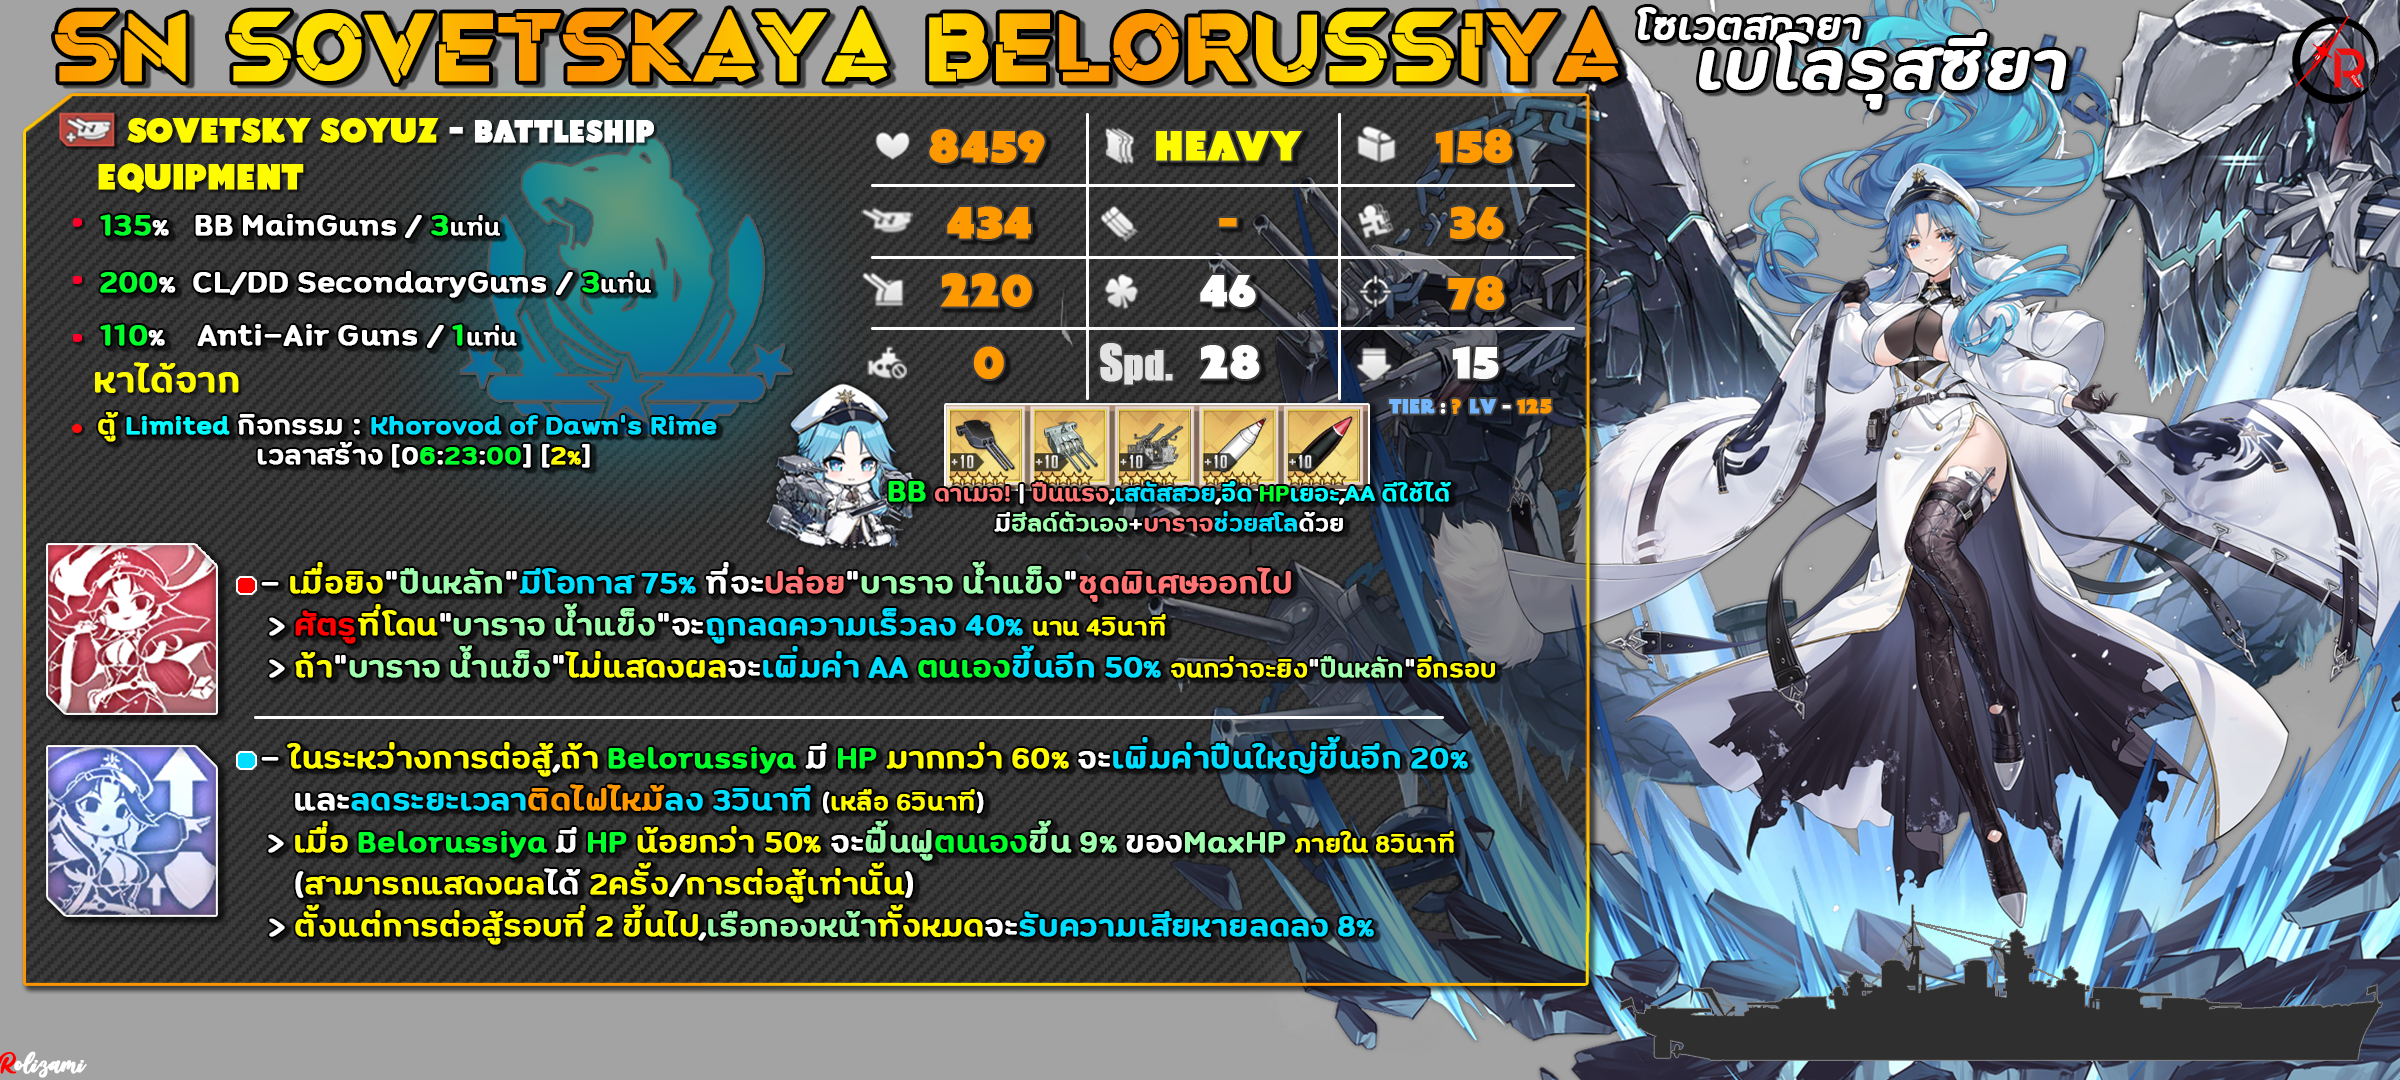 SN SOVETSKAYA BELORUSSIYA
โซเวตสกายา
เบโลรุสซียา
R
SOVETSKY SOYUZ - BATTLESHIP
EQUIPMENT
135% BB MainGuns / 3แท่น
200% CL/DD SecondaryGuns / 3แท่น
110% Anti-Air Guns / 1แท่น
หาได้จาก
ตู้ Limited กิจกรรม : Khorovod of Dawn's Rime
เวลาสร้าง [06:23:00] [2%]
8459 HEAVY 158
434 - 36
220 46 78
0 Spd. 28 15
TIER : ? LV - 125
+10 +10 +10 +10 +10
BB ดาเมจ! | ปืนแรง,เสตัสสวย,อึด HPเยอะ,AA ดีใช้ได้
มีฮีลด์ตัวเอง+บาราจช่วยสโลด้วย
- เมื่อยิง"ปืนหลัก"มีโอกาส 75% ที่จะปล่อย"บาราจ น้ำแข็ง"ชุดพิเศษออกไป
> ศัตรูที่โดน"บาราจ น้ำแข็ง"จะถูกลดความเร็วลง 40% นาน 4วินาที
> ถ้า"บาราจ น้ำแข็ง"ไม่แสดงผลจะเพิ่มค่า AA ตนเองขึ้นอีก 50% จนกว่าจะยิง"ปืนหลัก"อีกรอบ
- ในระหว่างการต่อสู้,ถ้า Belorussiya มี HP มากกว่า 60% จะเพิ่มค่าปืนใหญ่ขึ้นอีก 20%
และลดระยะเวลาติดไฟไหม้ลง 3วินาที (เหลือ 6วินาที)
> เมื่อ Belorussiya มี HP น้อยกว่า 50% จะฟื้นฟูตนเองขึ้น 9% ของMaxHP ภายใน 8วินาที
(สามารถแสดงผลได้ 2ครั้ง/การต่อสู้เท่านั้น)
> ตั้งแต่การต่อสู้รอบที่ 2 ขึ้นไป,เรือกองหน้าทั้งหมดจะรับความเสียหายลดลง 8%
Rolizami